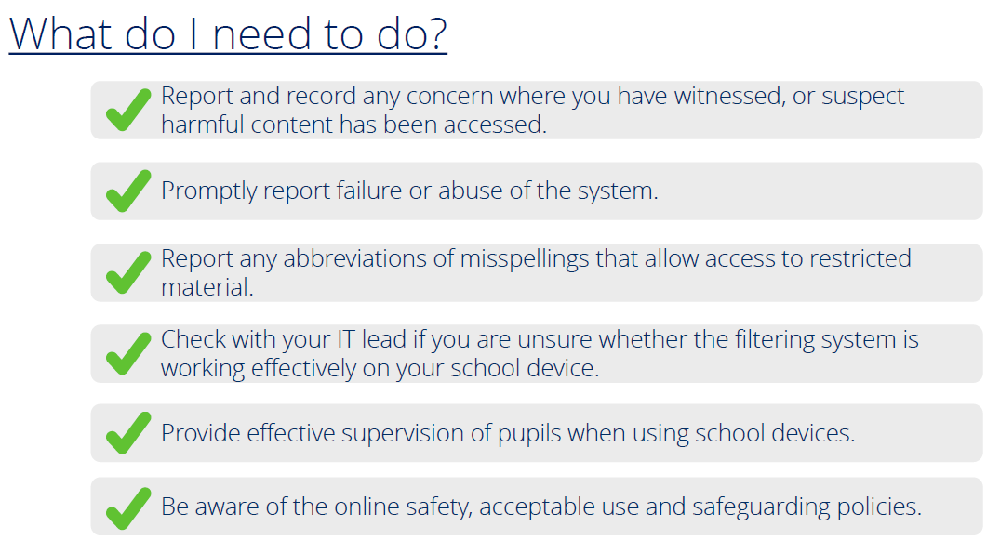 What do I need to do?
Report and record any concern where you have witnessed, or suspect
harmful content has been accessed.
Promptly report failure or abuse of the system.
Report any abbreviations of misspellings that allow access to restricted
material.
Check with your IT lead if you are unsure whether the filtering system is
working effectively on your school device.
Provide effective supervision of pupils when using school devices.
Be aware of the online safety, acceptable use and safeguarding policies.